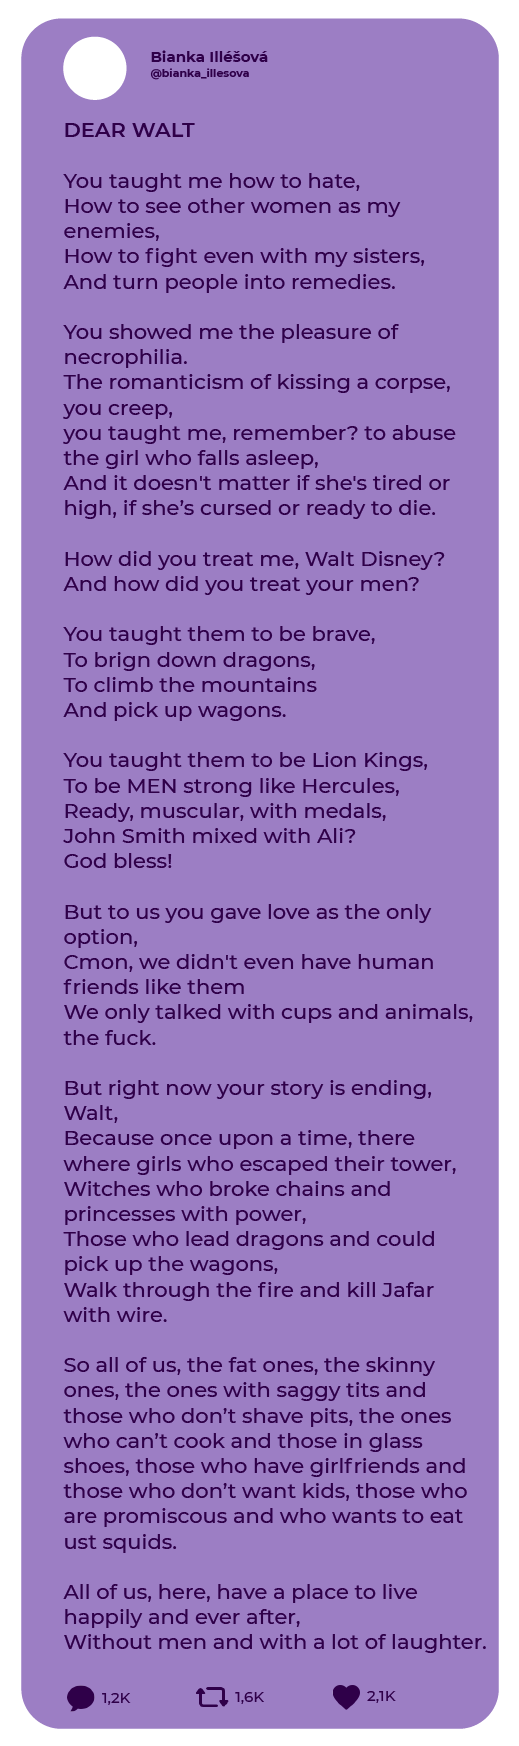 Bianka Illéšová
@bianka_illesova
DEAR WALT
You taught me how to hate,
How to see other women as my
enemies,
How to fight even with my sisters,
And turn people into remedies.
You showed me the pleasure of
necrophilia.
The romanticism of kissing a corpse,
you creep,
you taught me, remember? to abuse
the girl who falls asleep,
And it doesn't matter if she's tired or
high, if she’s cursed or ready to die.
How did you treat me, Walt Disney?
And how did you treat your men?
You taught them to be brave,
To brign down dragons,
To climb the mountains
And pick up wagons.
You taught them to be Lion Kings,
To be MEN strong like Hercules,
Ready, muscular, with medals,
John Smith mixed with Ali?
God bless!
But to us you gave love as the only
option,
Cmon, we didn't even have human
friends like them
We only talked with cups and animals,
the fuck.
But right now your story is ending,
Walt,
Because once upon a time, there
where girls who escaped their tower,
Witches who broke chains and
princesses with power,
Those who lead dragons and could
pick up the wagons,
Walk through the fire and kill Jafar
with wire.
So all of us, the fat ones, the skinny
ones, the ones with saggy tits and
those who don’t shave pits, the ones
who can’t cook and those in glass
shoes, those who have girlfriends and
those who don’t want kids, those who
are promiscous and who wants to eat
ust squids.
All of us, here, have a place to live
happily and ever after,
Without men and with a lot of laughter.
1,2K 1,6K 2,1K